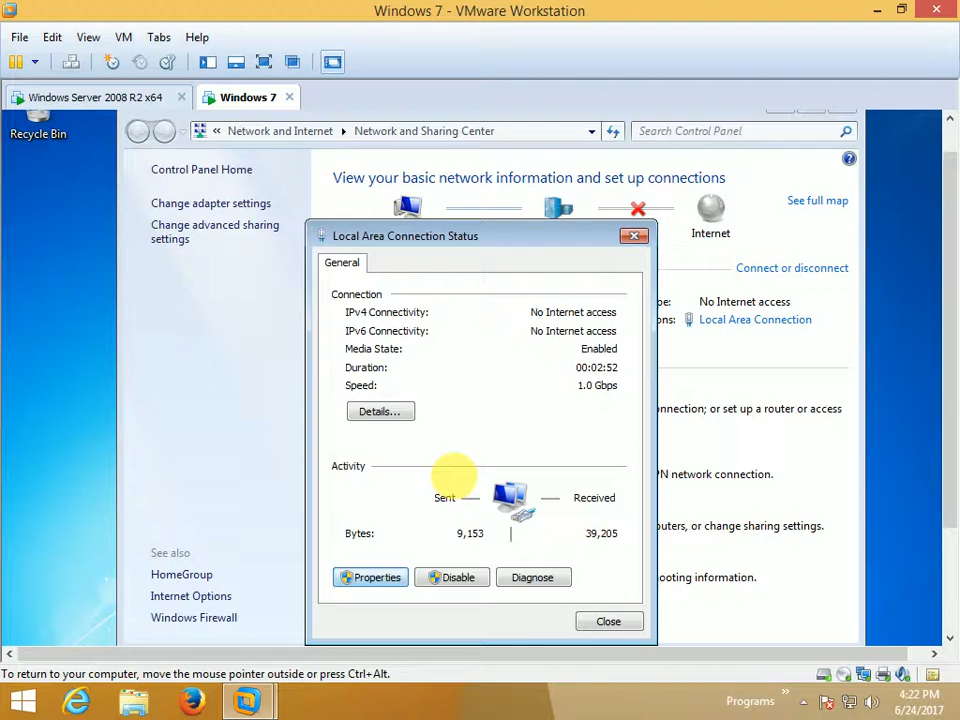 Windows 7 - VMware Workstation
File Edit View VM Tabs Help
Windows Server 2008 R2 x64 Windows 7
Recycle Bin
« Network and Internet Network and Sharing Center Search Control Panel
Control Panel Home
Change adapter settings
Change advanced sharing
settings
View your basic network information and set up connections
See full map
Internet
Connect or disconnect
No Internet access
Local Area Connection
Local Area Connection Status
General
Connection
IPv4 Connectivity: No Internet access
IPv6 Connectivity: No Internet access
Media State: Enabled
Duration: 00:02:52
Speed: 1.0 Gbps
Details...
Activity
Sent Received
Bytes: 9,153 39,205
Properties Disable Diagnose
Close
or set up a router or access
network connection.
or change sharing settings.
information.
See also
HomeGroup
Internet Options
Windows Firewall
To return to your computer, move the mouse pointer outside or press Ctrl+Alt.
Programs » 4:22 PM
6/24/2017